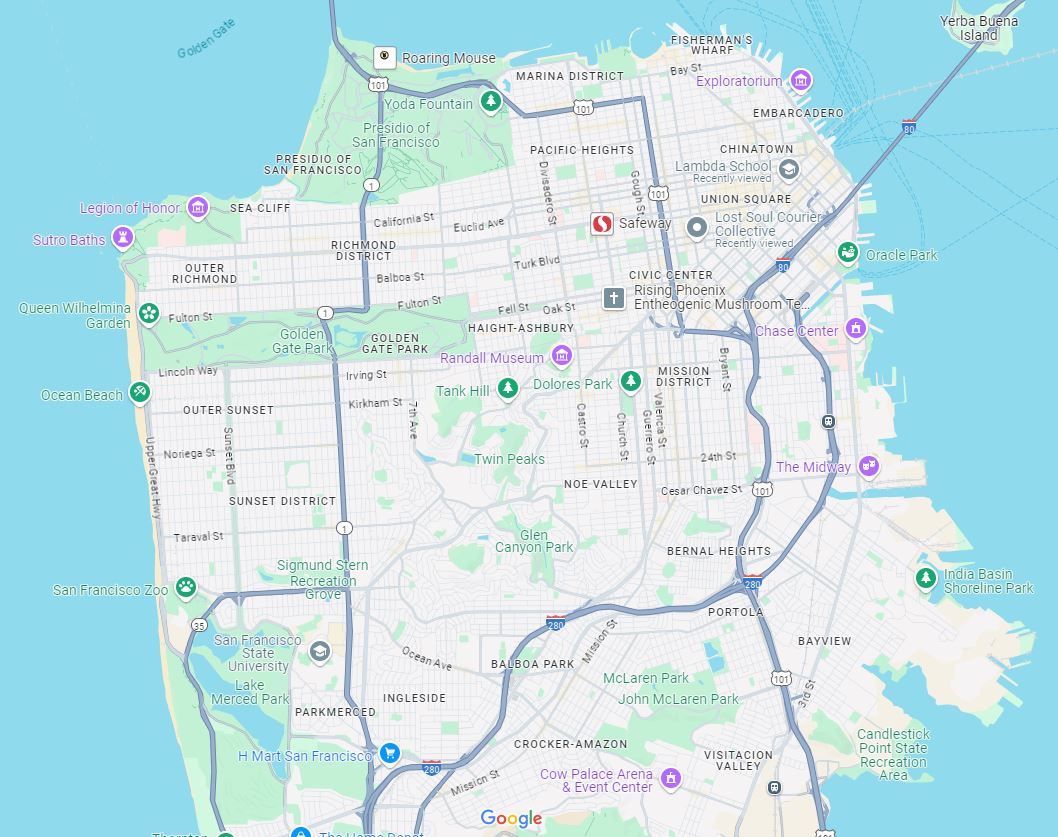 Golden Gate
Yerba Buena
Island
FISHERMAN'S
WHARF
101
Roaring Mouse
MARINA DISTRICT
Bay St
Exploratorium
Yoda Fountain
101
EMBARCADERO
80
Presidio of
San Francisco
PACIFIC HEIGHTS
CHINATOWN
PRESIDIO OF
SAN FRANCISCO
Divisadero St
Gough St
Lambda School
Recently viewed
1
101
Legion of Honor
SEA CLIFF
UNION SQUARE
California St
Euclid Ave
Safeway
Lost Soul Courier
Collective
Recently viewed
Sutro Baths
RICHMOND
DISTRICT
Oracle Park
OUTER
RICHMOND
Balboa St
Turk Blvd
CIVIC CENTER
80
Rising Phoenix
Entheogenic Mushroom Te...
Queen Wilhelmina
Garden
Fulton St
1
Fulton St
Fell St
Oak St
HAIGHT-ASHBURY
Chase Center
Golden
Gate Park
GOLDEN
GATE PARK
Randall Museum
Bryant St
Lincoln Way
Irving St
MISSION
DISTRICT
Ocean Beach
Tank Hill
Dolores Park
OUTER SUNSET
Kirkham St
7th Ave
Castro St
Church St
Guerrero St
Valencia St
Upper Great Hwy
Noriega St
Sunset Blvd
Twin Peaks
24th St
The Midway
NOE VALLEY
Cesar Chavez St
101
SUNSET DISTRICT
1
Taraval St
Glen
Canyon Park
BERNAL HEIGHTS
Sigmund Stern
Recreation
Grove
San Francisco Zoo
280
India Basin
Shoreline Park
35
280
PORTOLA
Mission St
San Francisco
State
University
BAYVIEW
Ocean Ave
BALBOA PARK
Lake
Merced Park
McLaren Park
John McLaren Park
101
3rd St
INGLESIDE
PARKMERCED
CROCKER-AMAZON
Candlestick
Point State
Recreation
Area
H Mart San Francisco
280
VISITACION
VALLEY
Mission St
Cow Palace Arena
& Event Center
Google
Thornton
The Home Depot
101